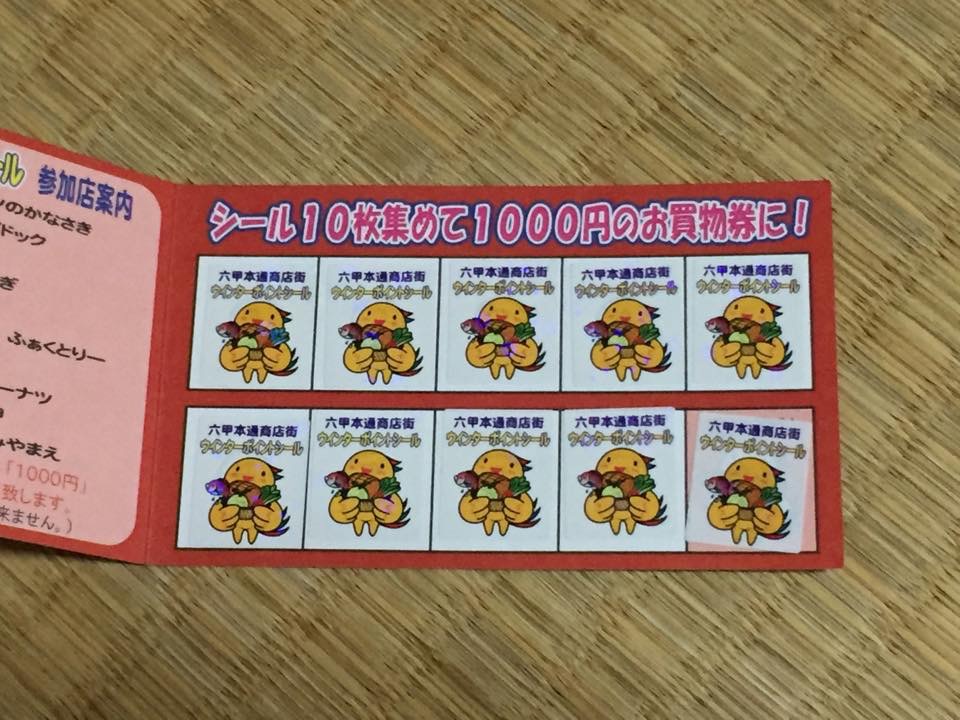 ール 参加店案内
のかなさき
ドック
ぎ
ふぁくとりー
ーナツ
みやまえ
「1000円」
致します。
来ません。)
シール10枚集めて1000円のお買物券に!
六甲本通商店街
ウインターポイントシール
六甲本通商店街
ウインターポイントシール
六甲本通商店街
ウインターポイントシール
六甲本通商店街
ウインターポイントシール
六甲本通商店街
ウインターポイントシール
六甲本通商店街
ウインターポイントシール
六甲本通商店街
ウインターポイントシール
六甲本通商店街
ウインターポイントシール
六甲本通商店街
ウインターポイントシール
六甲本通商店街
ウインターポイントシール